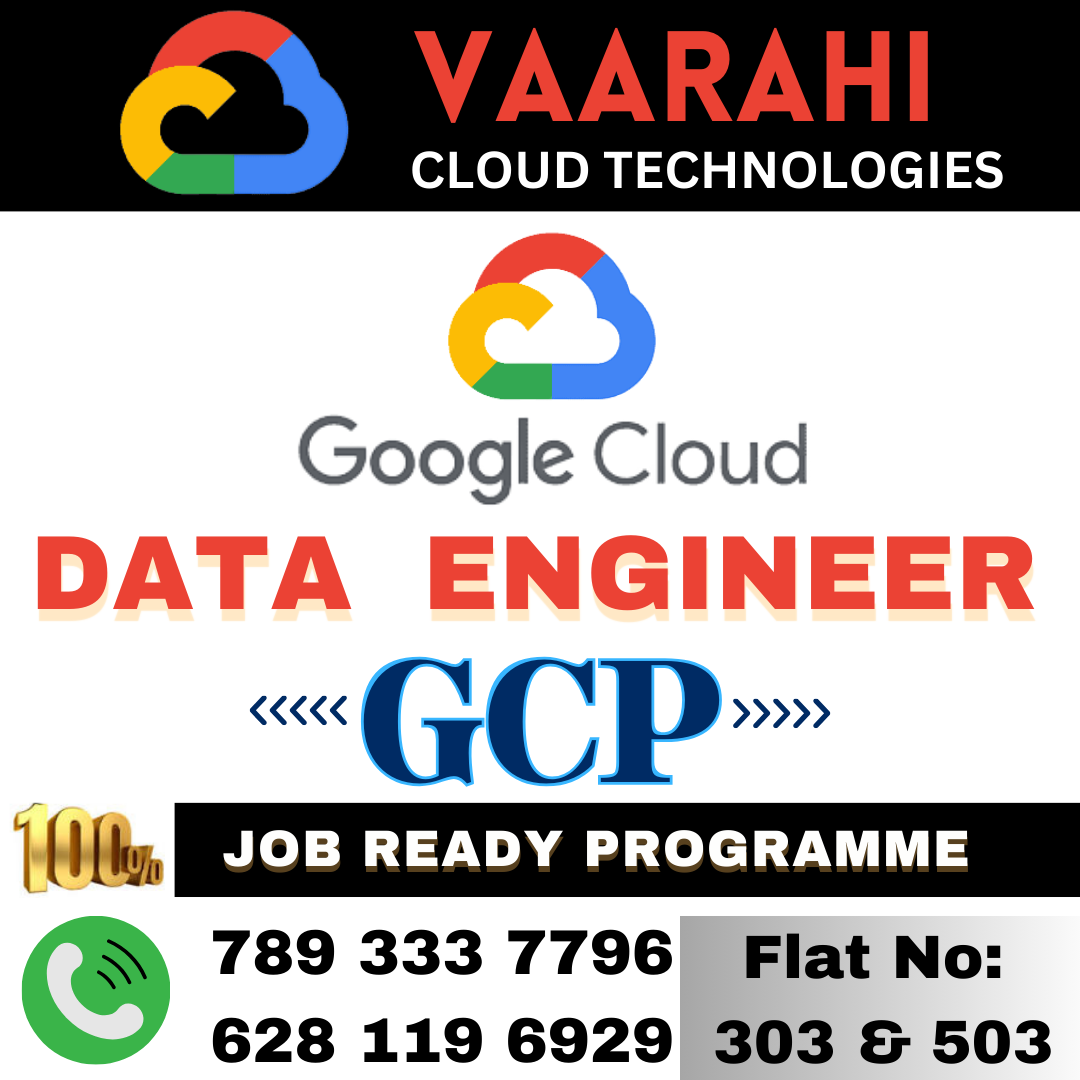 VAARAHI
CLOUD TECHNOLOGIES
Google Cloud
DATA ENGINEER
<<<<< GCP >>>>>
100% JOB READY PROGRAMME
789 333 7796
628 119 6929
Flat No:
303 & 503